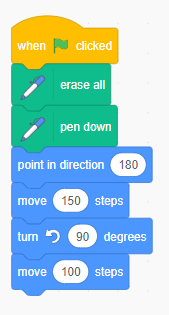 when clicked
erase all
pen down
point in direction 180
move 150 steps
turn 90 degrees
move 100 steps